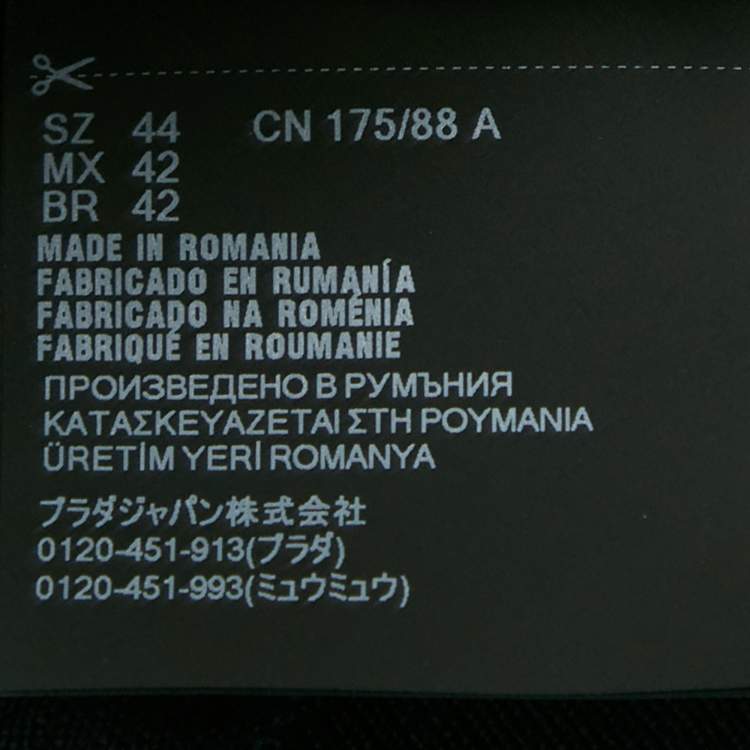 SZ 44 CN 175/88 A
MX 42
BR 42
MADE IN ROMANIA
FABRICADO EN RUMANÍA
FABRICADO NA ROMÉNIA
FABRIQUÉ EN ROUMANIE
ПРОИЗВЕДЕНО В РУМЪНИЯ
ΚΑΤΑΣΚΕΥΑΖΕΤΑΙ ΣΤΗ ΡΟΥΜΑΝΙΑ
ÜRETİM YERİ ROMANYA
プラダジャパン株式会社
0120-451-913(プラダ)
0120-451-993(ミュウミュウ)